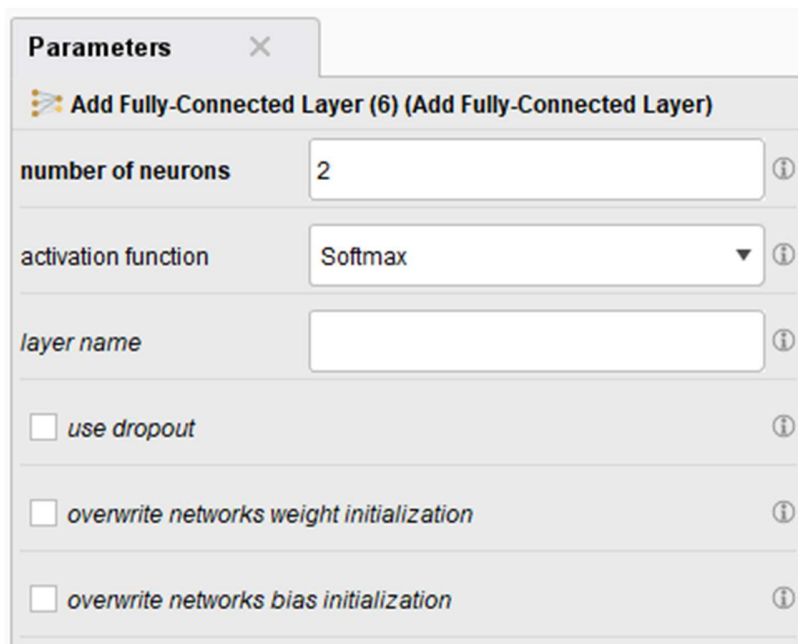 Parameters
Add Fully-Connected Layer (6) (Add Fully-Connected Layer)
number of neurons 2
activation function Softmax
layer name
use dropout
overwrite networks weight initialization
overwrite networks bias initialization